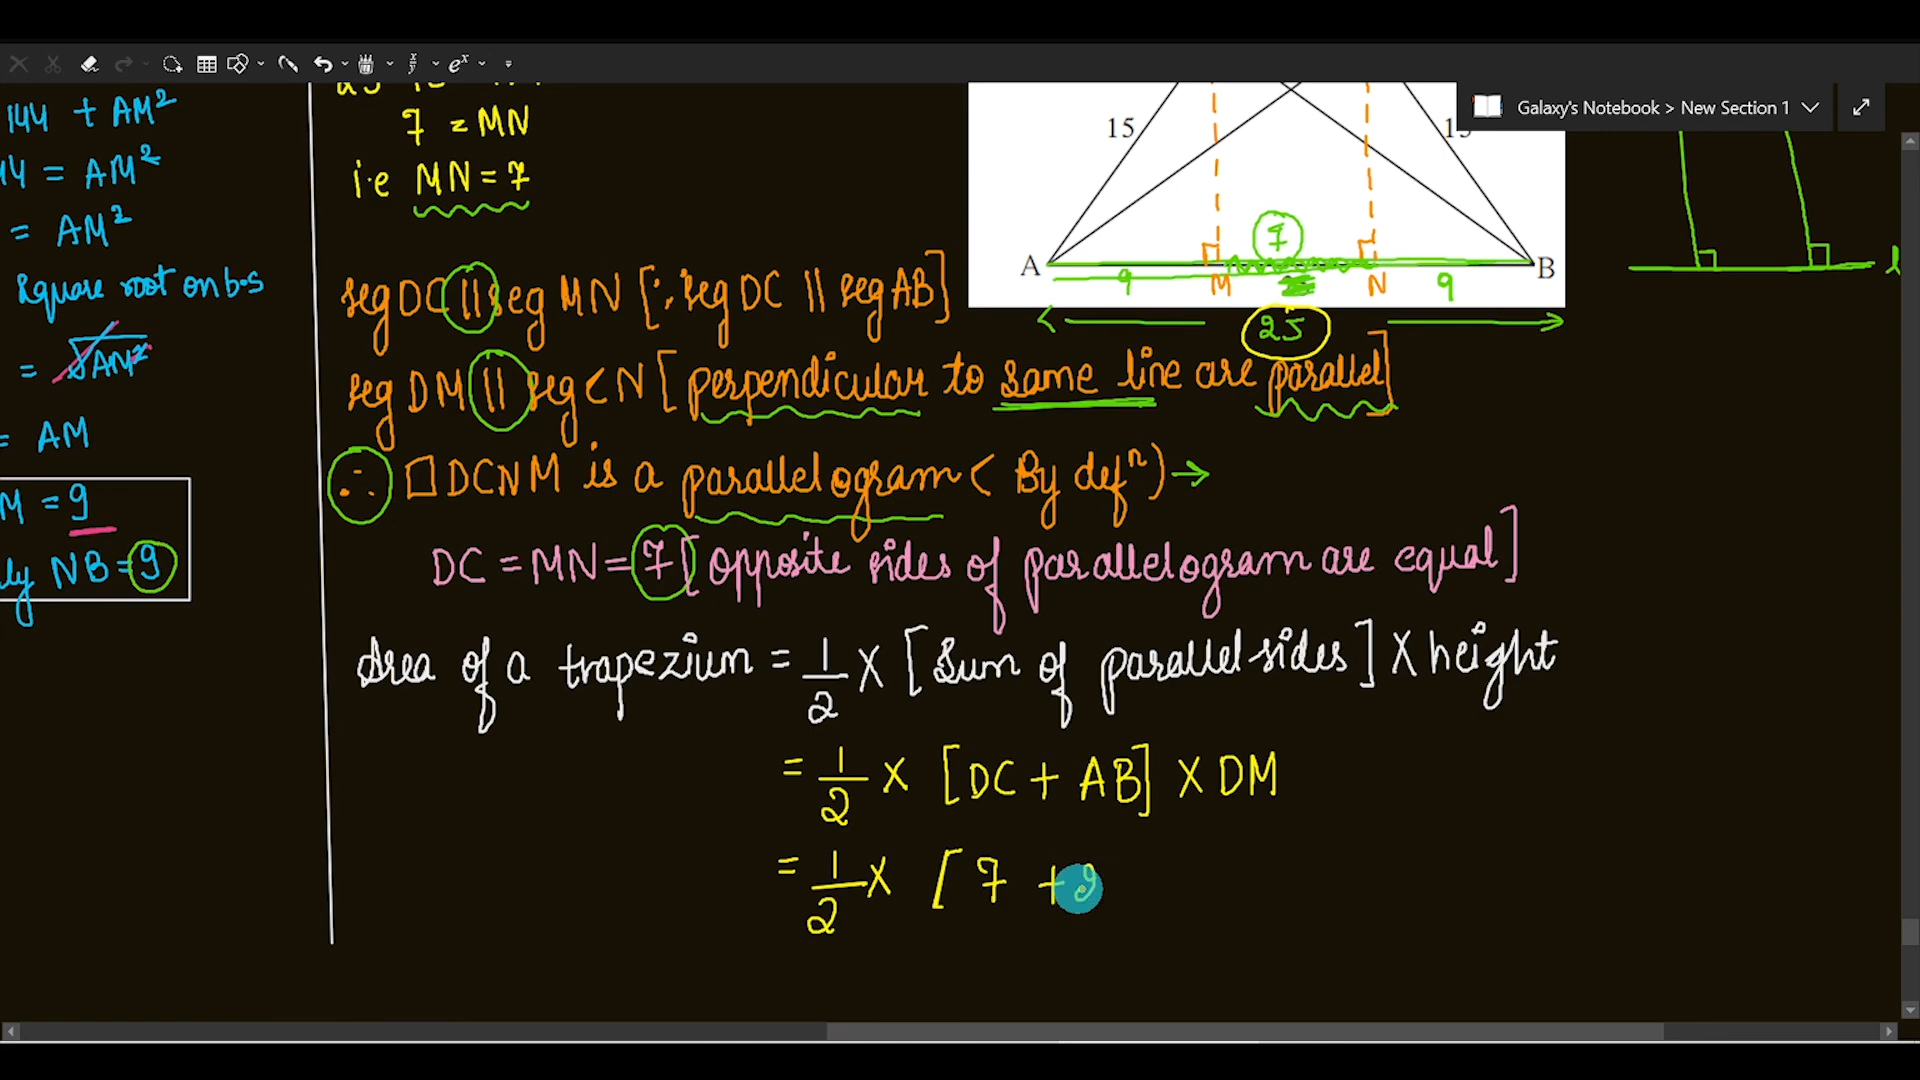 144 + AM²
= AM²
= AM²
Square root on b.s
= √AM²
= AM
M = 9
NB = 9
7 = MN
i.e MN = 7
seg DC || seg MN [∵ seg DC || seg AB]
seg DM || seg CN [perpendicular to same line are parallel]
∴ □DCNM is a parallelogram ( By defⁿ) →
DC = MN = 7 [opposite sides of parallelogram are equal]
Area of a trapezium = 1/2 X [Sum of parallel sides] X height
= 1/2 X [DC + AB] X DM
= 1/2 X [ 7 +
Galaxy's Notebook > New Section 1
15
7
A
9
M
N
9
B
25
l